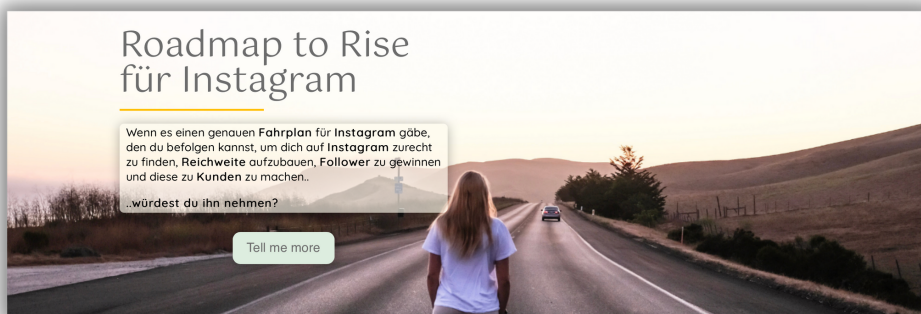 Roadmap to Rise
für Instagram
Wenn es einen genauen Fahrplan für Instagram gäbe,
den du befolgen kannst, um dich auf Instagram zurecht
zu finden, Reichweite aufzubauen, Follower zu gewinnen
und diese zu Kunden zu machen..
..würdest du ihn nehmen?
Tell me more